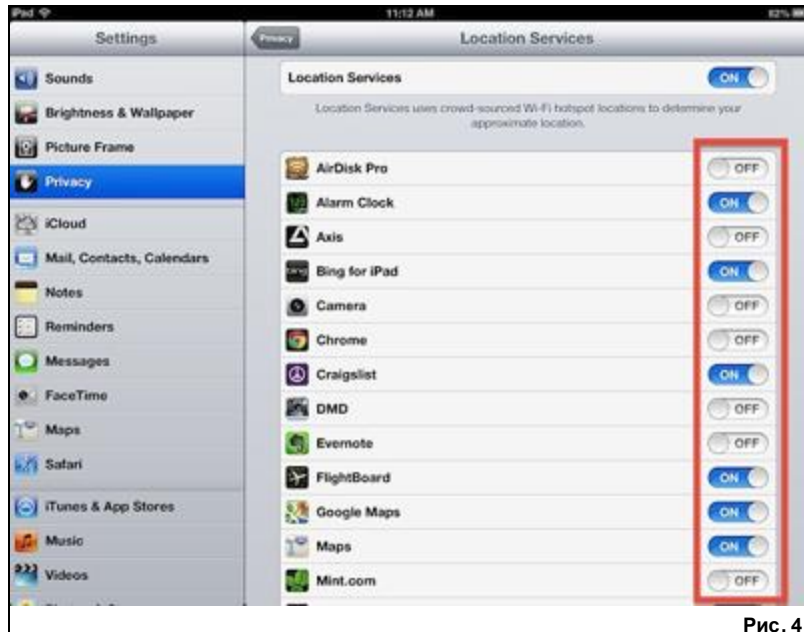 iPad 11:12 AM 82%
Settings
Privacy
Location Services
Sounds
Brightness & Wallpaper
Picture Frame
Privacy
iCloud
Mail, Contacts, Calendars
Notes
Reminders
Messages
FaceTime
Maps
Safari
iTunes & App Stores
Music
Videos
Location Services ON
Location Services uses crowd-sourced Wi-Fi hotspot locations to determine your
approximate location.
AirDisk Pro OFF
Alarm Clock ON
Axis OFF
Bing for iPad ON
Camera OFF
Chrome OFF
Craigslist ON
DMD OFF
Evernote OFF
FlightBoard ON
Google Maps ON
Maps ON
Mint.com OFF
Рис. 4